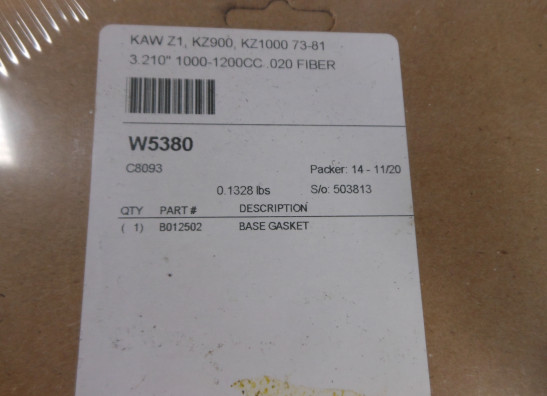 KAW Z1, KZ900, KZ1000 73-81
3.210" 1000-1200CC .020 FIBER
W5380
C8093
Packer: 14 - 11/20
0.1328 lbs
S/o: 503813
QTY PART # DESCRIPTION
( 1) B012502 BASE GASKET